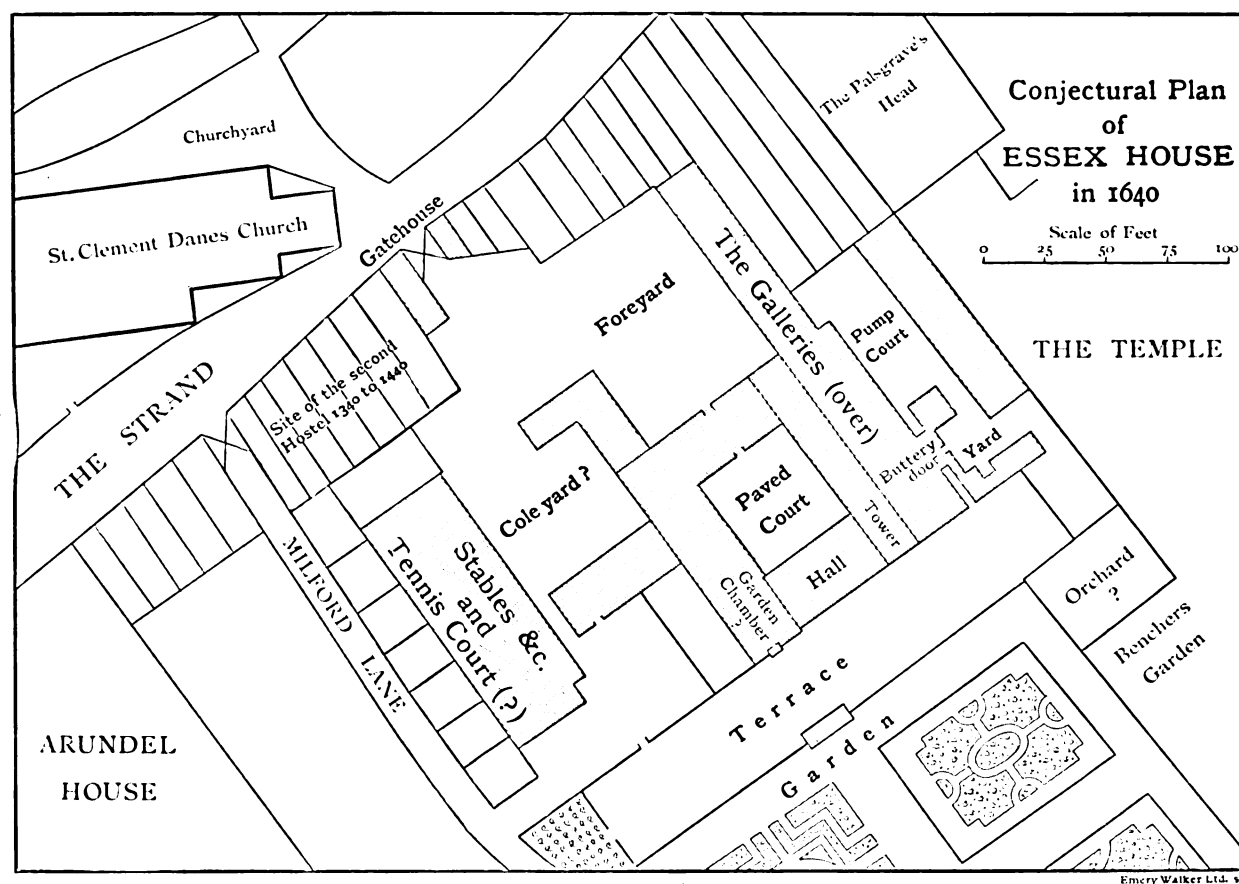 Conjectural Plan
of
ESSEX HOUSE
in 1640
Scale of Feet
0 25 50 75 100
The Palsgrave's
Head
Churchyard
St. Clement Danes Church
Gatehouse
THE STRAND
Site of the second
Hostel 1340 to 1440
Foreyard
The Galleries (over)
Pump
Court
THE TEMPLE
Buttery
door
Yard
Cole yard ?
Paved
Court
Tower
Hall
Garden
Chamber
?
MILFORD LANE
Stables &c.
and
Tennis Court (?)
Orchard
?
Benchers
Garden
Terrace
Garden
ARUNDEL
HOUSE
Emery Walker Ltd.